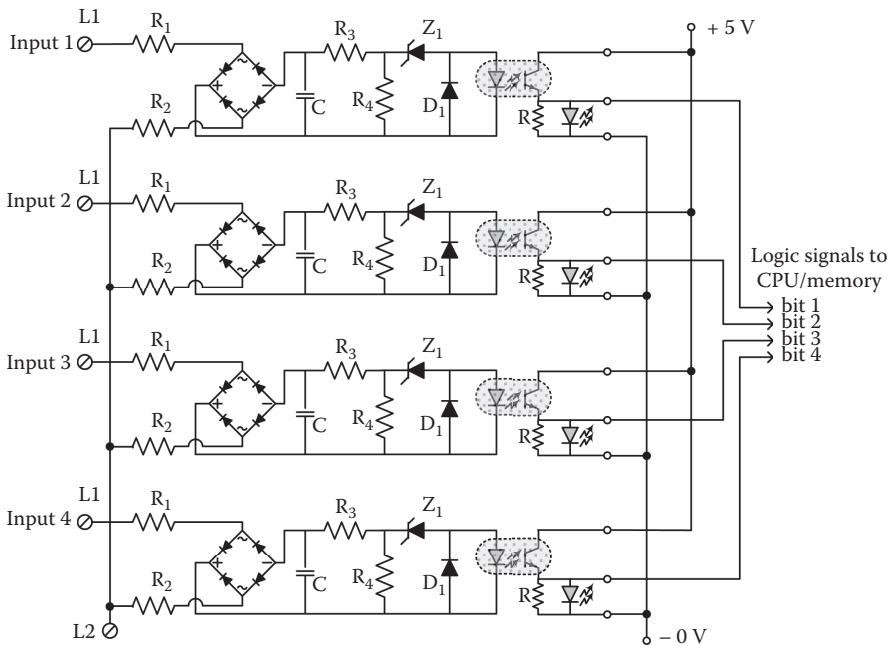 L1
Input 1
R1
R2
+
~
~
−
C
R3
R4
Z1
D1
R
+ 5 V
L1
Input 2
R1
R2
+
~
~
−
C
R3
R4
Z1
D1
R
Logic signals to
CPU/memory
bit 1
bit 2
bit 3
bit 4
L1
Input 3
R1
R2
+
~
~
−
C
R3
R4
Z1
D1
R
L1
Input 4
R1
R2
+
~
~
−
C
R3
R4
Z1
D1
R
L2
– 0 V